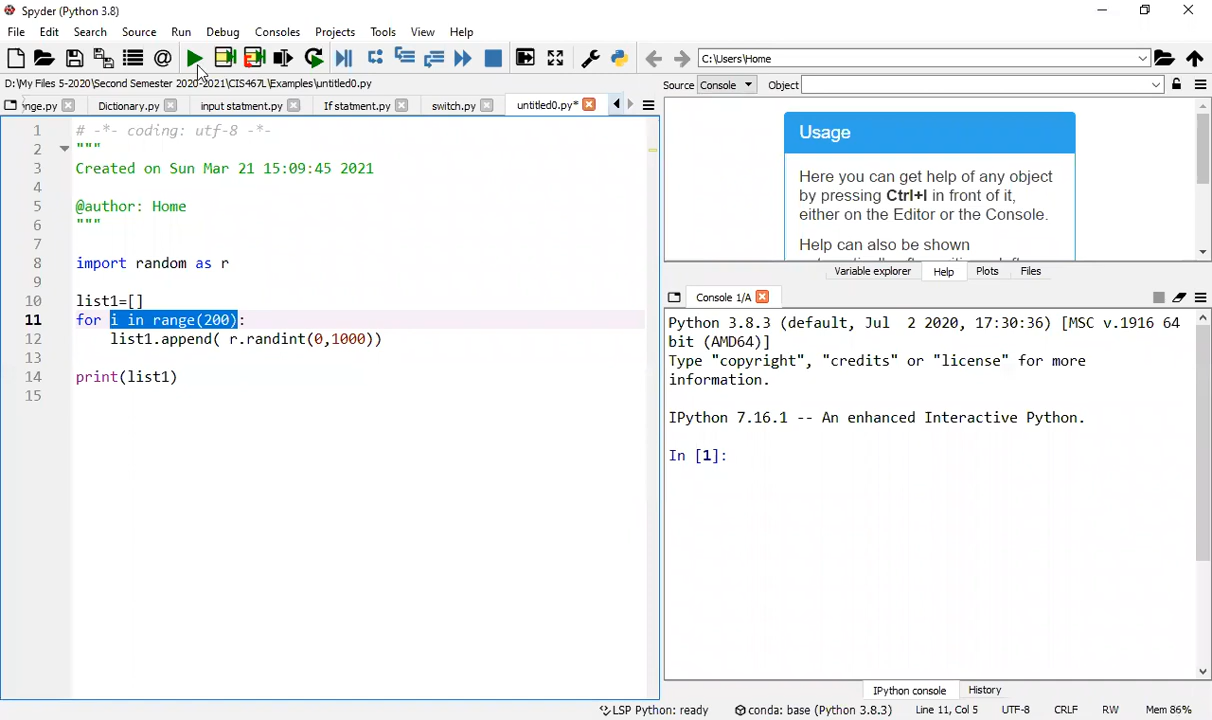 Spyder (Python 3.8)
File Edit Search Source Run Debug Consoles Projects Tools View Help
C:\Users\Home
D:\My Files 5-2020\Second Semester 2020-2021\CIS467L\Examples\untitled0.py
nge.py Dictionary.py input statment.py If statment.py switch.py untitled0.py*
1 # -*- coding: utf-8 -*-
2 """
3 Created on Sun Mar 21 15:09:45 2021
4
5 @author: Home
6 """
7
8 import random as r
9
10 list1=[]
11 for i in range(200):
12 list1.append( r.randint(0,1000))
13
14 print(list1)
15
Source Console Object
Usage
Here you can get help of any object
by pressing Ctrl+I in front of it,
either on the Editor or the Console.
Help can also be shown
Variable explorer Help Plots Files
Console 1/A
Python 3.8.3 (default, Jul 2 2020, 17:30:36) [MSC v.1916 64
bit (AMD64)]
Type "copyright", "credits" or "license" for more
information.
IPython 7.16.1 -- An enhanced Interactive Python.
In [1]:
IPython console History
LSP Python: ready conda: base (Python 3.8.3) Line 11, Col 5 UTF-8 CRLF RW Mem 86%